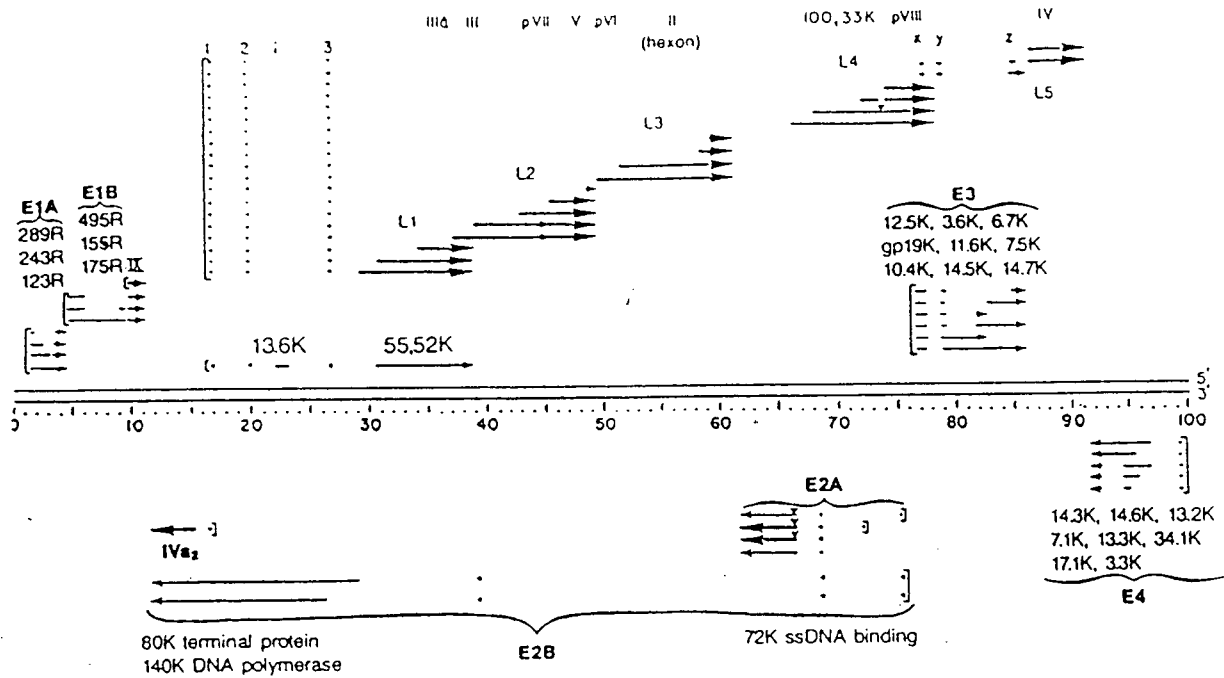 IIIa III pVII V pVI II 100, 33K pVIII IV
(hexon)
1 2 i 3 x y z
L4
L5
L3
L2
L1
E1A E1B
289R 495R
243R 155R
123R 175R IX
E3
12.5K, 3.6K, 6.7K
gp19K, 11.6K, 7.5K
10.4K, 14.5K, 14.7K
13.6K 55,52K
5'
3'
0 10 20 30 40 50 60 70 80 90 100
E2A
IVa₂
14.3K, 14.6K, 13.2K
7.1K, 13.3K, 34.1K
17.1K, 3.3K
E4
80K terminal protein
140K DNA polymerase
E2B
72K ssDNA binding